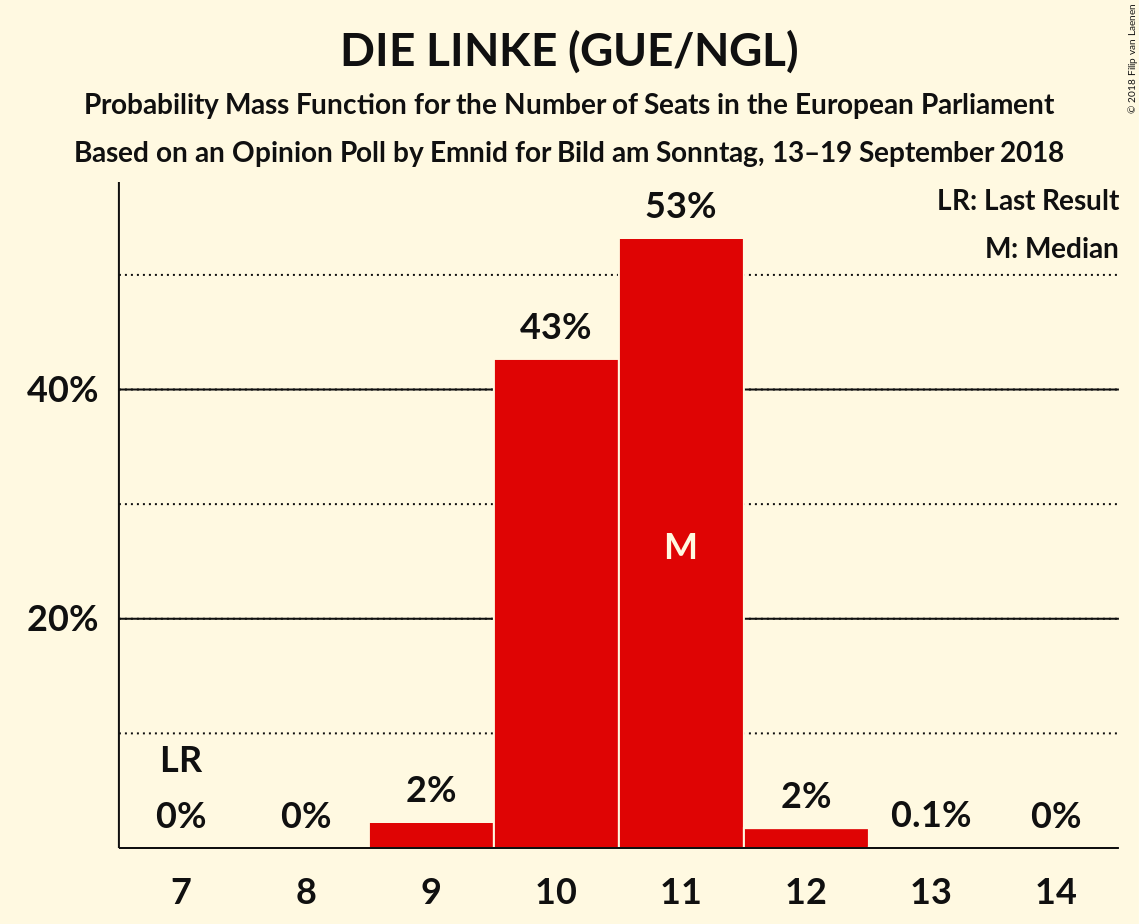 DIE LINKE (GUE/NGL)
Probability Mass Function for the Number of Seats in the European Parliament
Based on an Opinion Poll by Emnid for Bild am Sonntag, 13–19 September 2018
© 2018 Filip van Laenen
LR: Last Result
M: Median
53%
43%
40%
M
20%
LR
0%
0%
2%
2%
0.1%
0%
7 8 9 10 11 12 13 14